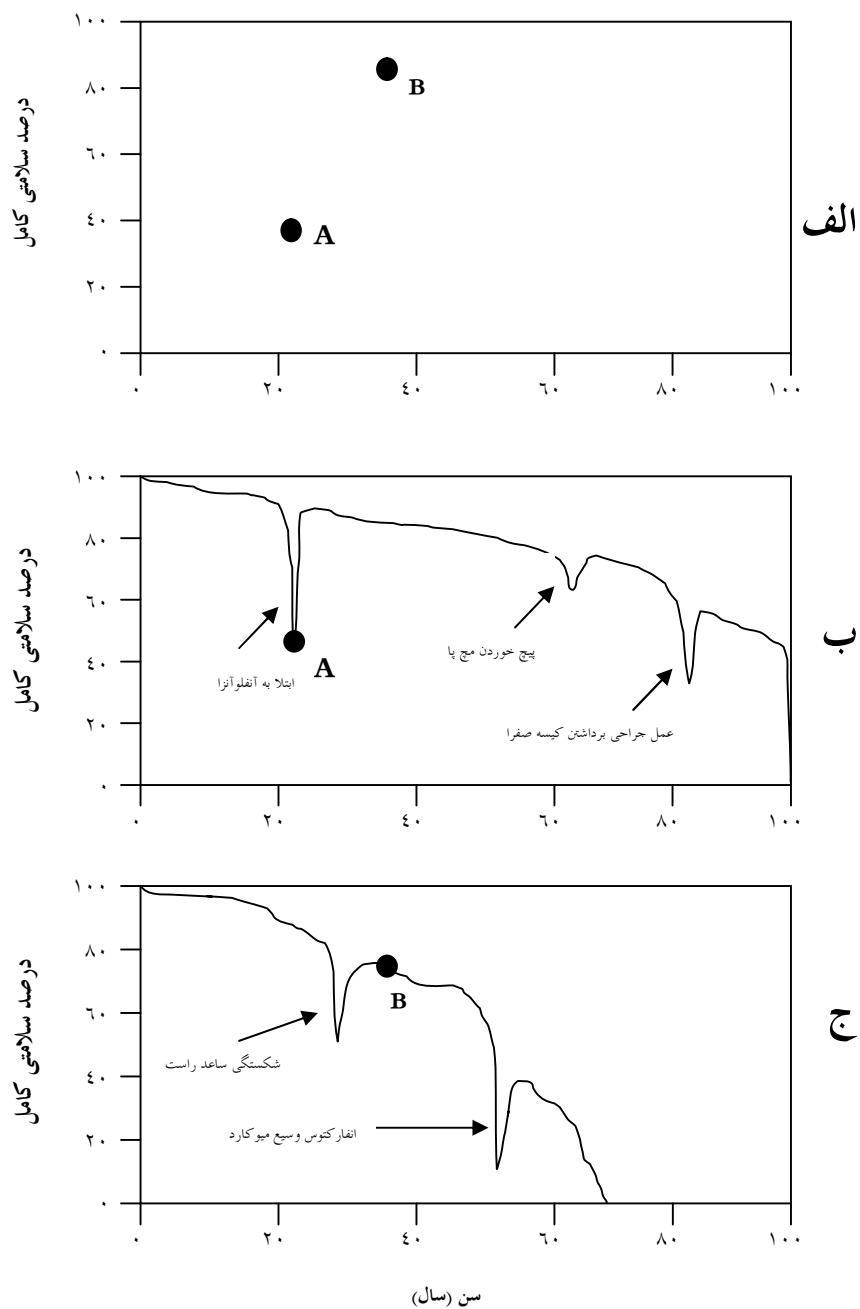 درصد سلامتی کامل
۱۰۰
۸۰
۶۰
۴۰
۲۰
۰
B
A
الف
۰
۲۰
۴۰
۶۰
۸۰
۱۰۰
درصد سلامتی کامل
۱۰۰
۸۰
۶۰
۴۰
۲۰
۰
A
ابتلا به آنفلوآنزا
پیچ خوردن مچ پا
عمل جراحی برداشتن کیسه صفرا
ب
۰
۲۰
۴۰
۶۰
۸۰
۱۰۰
درصد سلامتی کامل
۱۰۰
۸۰
۶۰
۴۰
۲۰
۰
B
شکستگی ساعد راست
انفارکتوس وسیع میوکارد
ج
۰
۲۰
۴۰
۶۰
۸۰
۱۰۰
سن (سال)